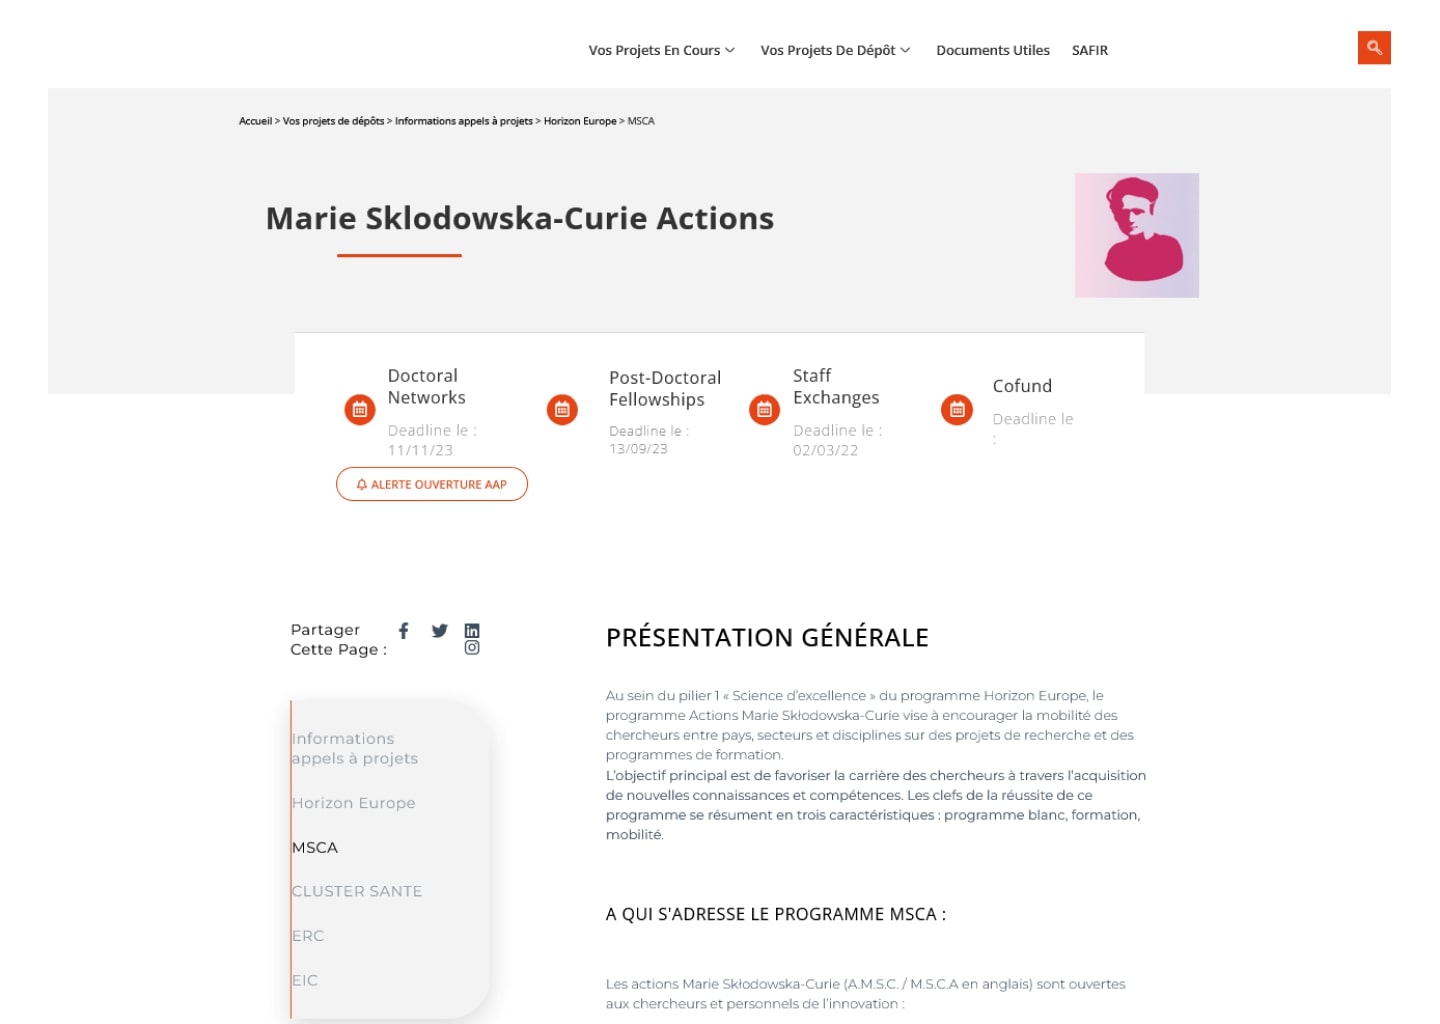 Vos Projets En Cours
Vos Projets De Dépôt
Documents Utiles
SAFIR
Accueil > Vos projets de dépôts > Informations appels à projets > Horizon Europe > MSCA
Marie Sklodowska-Curie Actions
Doctoral
Networks
Deadline le :
11/11/23
Post-Doctoral
Fellowships
Deadline le :
13/09/23
Staff
Exchanges
Deadline le :
02/03/22
Cofund
Deadline le
:
ALERTE OUVERTURE AAP
Partager
Cette Page :
Informations
appels à projets
Horizon Europe
MSCA
CLUSTER SANTE
ERC
EIC
PRÉSENTATION GÉNÉRALE
Au sein du pilier 1 « Science d’excellence » du programme Horizon Europe, le
programme Actions Marie Skłodowska-Curie vise à encourager la mobilité des
chercheurs entre pays, secteurs et disciplines sur des projets de recherche et des
programmes de formation.
L’objectif principal est de favoriser la carrière des chercheurs à travers l’acquisition
de nouvelles connaissances et compétences. Les clefs de la réussite de ce
programme se résument en trois caractéristiques : programme blanc, formation,
mobilité.
A QUI S'ADRESSE LE PROGRAMME MSCA :
Les actions Marie Skłodowska-Curie (A.M.S.C. / M.S.C.A en anglais) sont ouvertes
aux chercheurs et personnels de l’innovation :